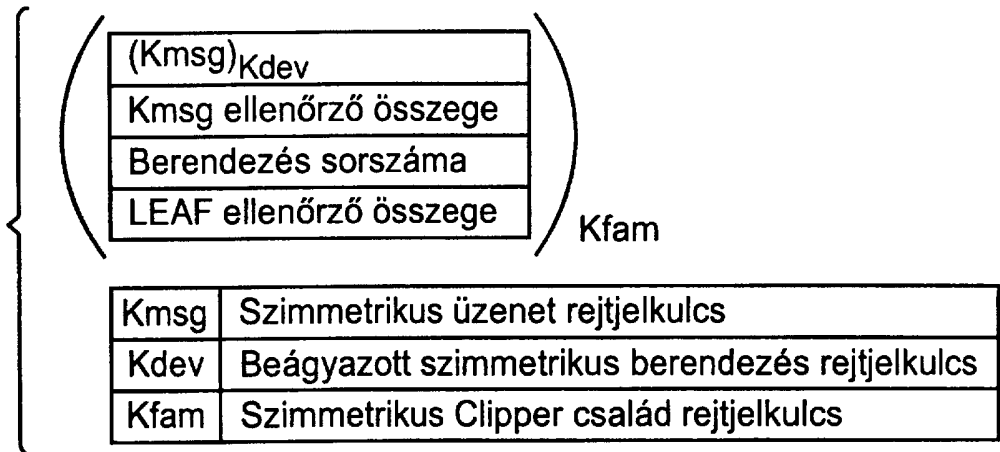 (Kmsg)Kdev
Kmsg ellenőrző összege
Berendezés sorszáma
LEAF ellenőrző összege
Kfam
Kmsg Szimmetrikus üzenet rejtjelkulcs
Kdev Beágyazott szimmetrikus berendezés rejtjelkulcs
Kfam Szimmetrikus Clipper család rejtjelkulcs